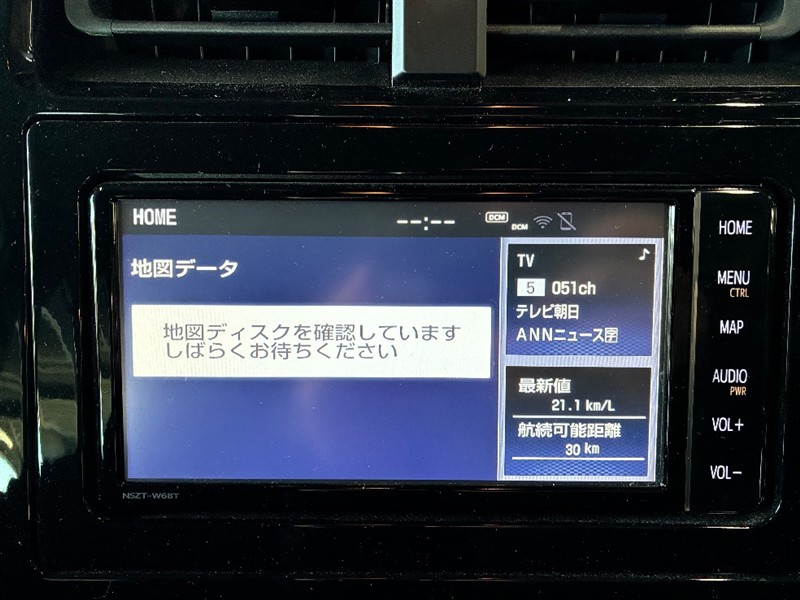 HOME
--:--
DCM
DCM
地図データ
地図ディスクを確認しています
しばらくお待ちください
TV
5 051ch
テレビ朝日
ANNニュース🈑
最新値
21.1 km/L
航続可能距離
30 km
NSZT-W68T
HOME
MENU
CTRL
MAP
AUDIO
PWR
VOL+
VOL-